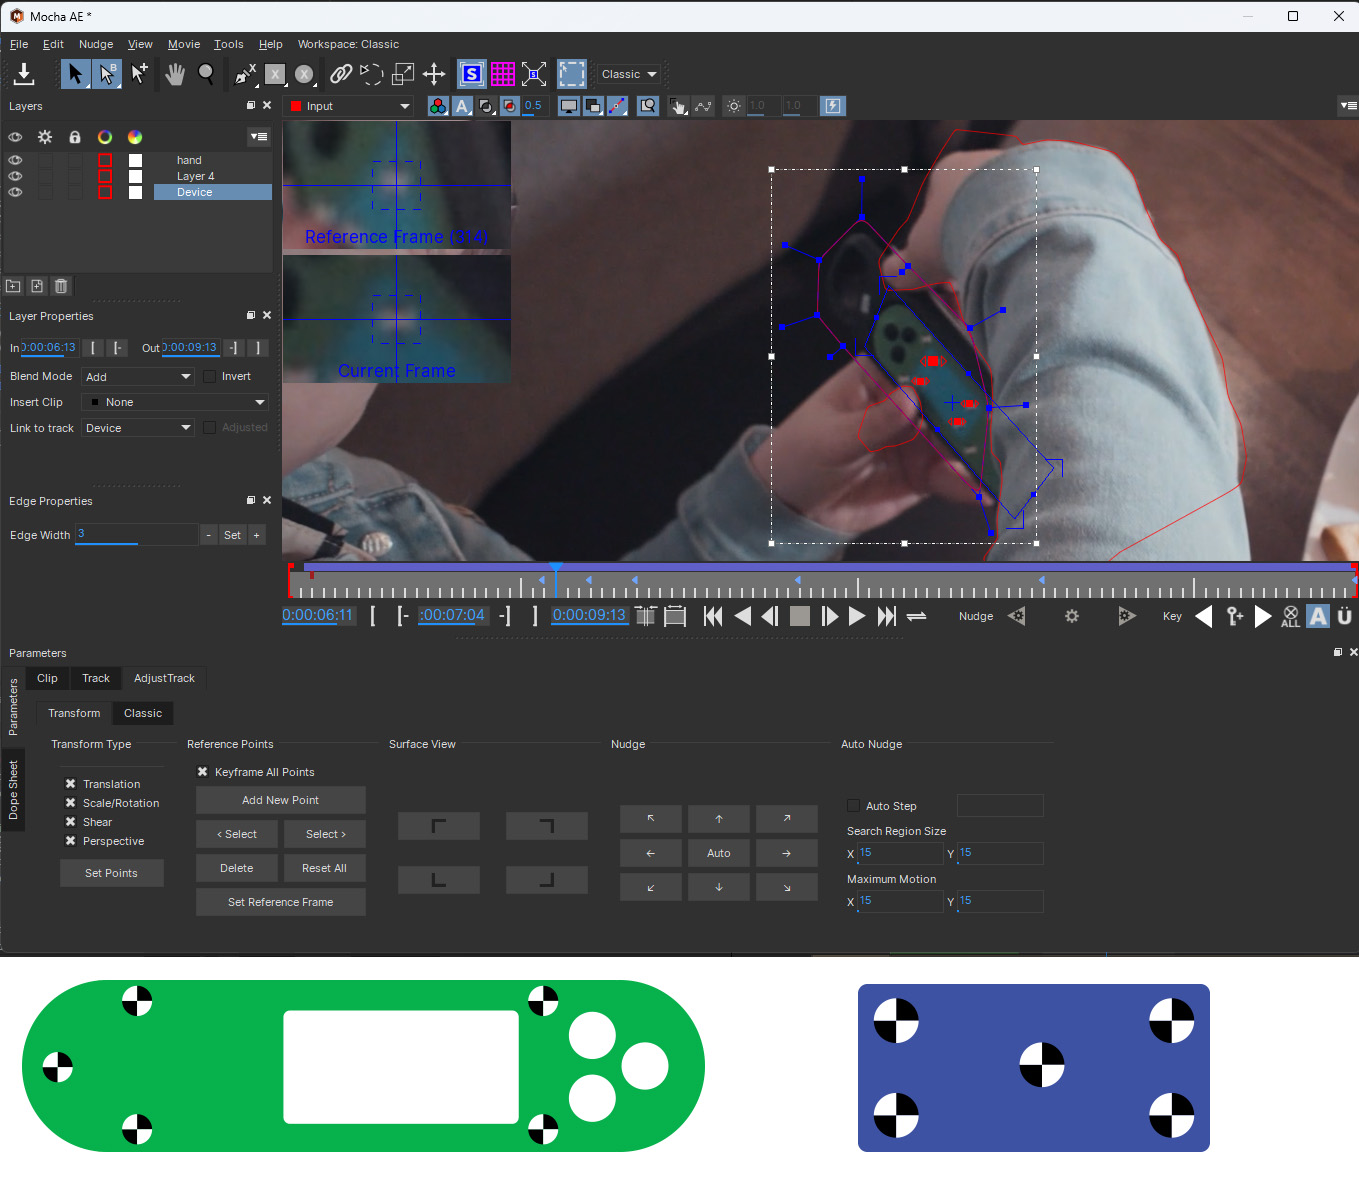 Mocha AE *
File Edit Nudge View Movie Tools Help Workspace: Classic
Classic
Layers
Input
0.5
1.0
1.0
hand
Layer 4
Device
Reference Frame (314)
Current Frame
Layer Properties
In 0:00:06:13 Out 0:00:09:13
Blend Mode Add Invert
Insert Clip None
Link to track Device Adjusted
Edge Properties
Edge Width 3 - Set +
0:00:06:11 :00:07:04 0:00:09:13 Nudge Key ALL A Ü
Parameters
Clip Track AdjustTrack
Parameters
Dope Sheet
Transform Classic
Transform Type Reference Points Surface View Nudge Auto Nudge
Keyframe All Points
Translation
Scale/Rotation
Shear
Perspective
Set Points
Add New Point
< Select Select >
Delete Reset All
Set Reference Frame
Auto
Auto Step
Search Region Size
X 15 Y 15
Maximum Motion
X 15 Y 15